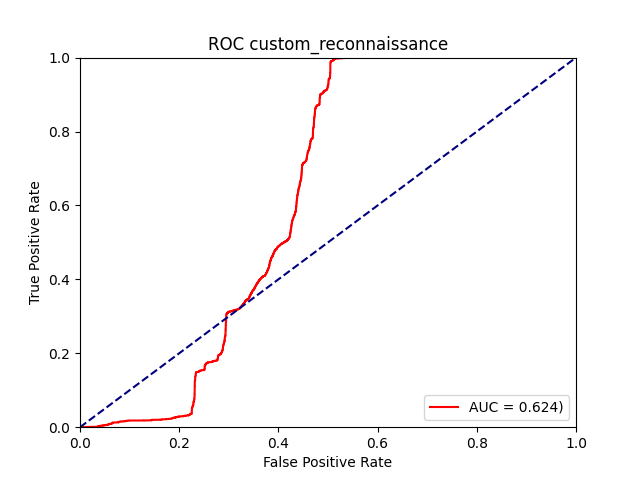 ROC custom_reconnaissance
True Positive Rate
1.0
0.8
0.6
0.4
0.2
0.0
AUC = 0.624)
0.0 0.2 0.4 0.6 0.8 1.0
False Positive Rate